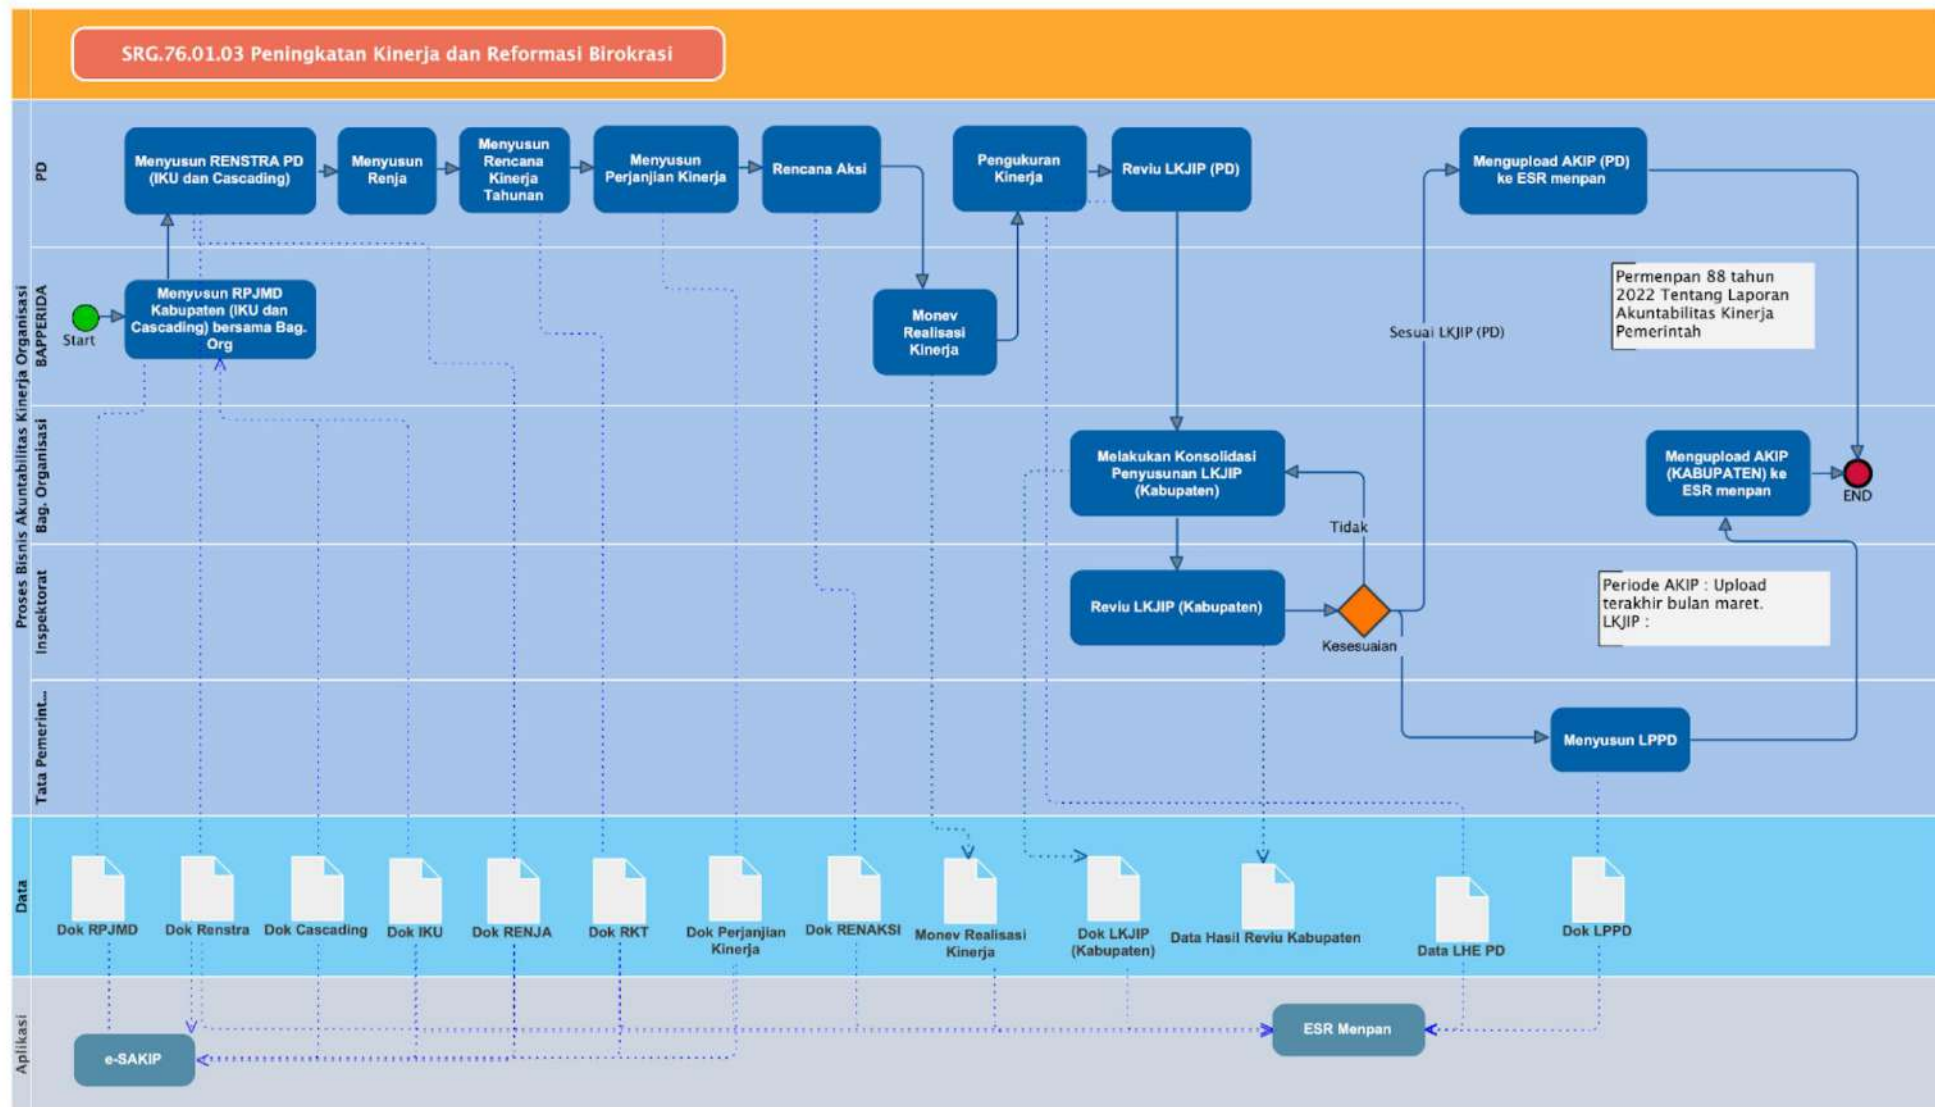 SRG.76.01.03 Peningkatan Kinerja dan Reformasi Birokrasi
Proses Bisnis Akuntabilitas Kinerja Organisasi
PD
Menyusun RENSTRA PD
(IKU dan Cascading)
Menyusun
Renja
Menyusun
Rencana
Kinerja
Tahunan
Menyusun
Perjanjian Kinerja
Rencana Aksi
Pengukuran
Kinerja
Reviu LKJIP (PD)
Mengupload AKIP (PD)
ke ESR menpan
BAPPERIDA
Start
Menyusun RPJMD
Kabupaten (IKU dan
Cascading) bersama Bag.
Org
Monev
Realisasi
Kinerja
Sesuai LKJIP (PD)
Permenpan 88 tahun
2022 Tentang Laporan
Akuntabilitas Kinerja
Pemerintah
Bag. Organisasi
Melakukan Konsolidasi
Penyusunan LKJIP
(Kabupaten)
Tidak
Mengupload AKIP
(KABUPATEN) ke
ESR menpan
END
Inspektorat
Reviu LKJIP (Kabupaten)
Kesesuaian
Periode AKIP : Upload
terakhir bulan maret.
LKJIP :
Tata Pemerint...
Menyusun LPPD
Data
Dok RPJMD
Dok Renstra
Dok Cascading
Dok IKU
Dok RENJA
Dok RKT
Dok Perjanjian
Kinerja
Dok RENAKSI
Monev Realisasi
Kinerja
Dok LKJIP
(Kabupaten)
Data Hasil Reviu Kabupaten
Data LHE PD
Dok LPPD
Aplikasi
e-SAKIP
ESR Menpan